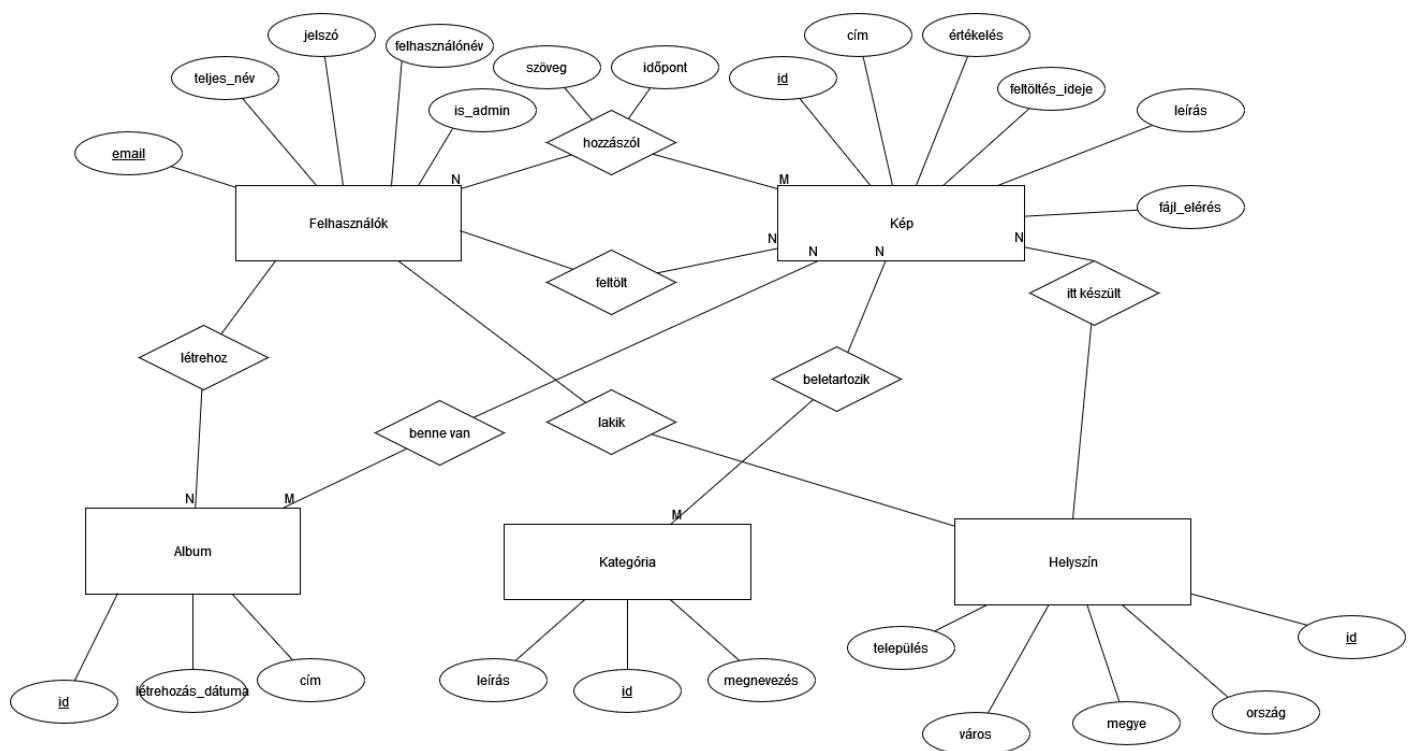 cím
értékelés
jelszó
felhasználónév
szöveg
időpont
teljes_név
id
feltöltés_ideje
is_admin
leírás
hozzászól
email
N
M
Felhasználók
Kép
fájl_elérés
N
N
N
N
feltölt
itt készült
létrehoz
beletartozik
lakik
benne van
N
M
M
Album
Kategória
Helyszín
település
id
leírás
id
megnevezés
cím
id
létrehozás_dátuma
ország
megye
város